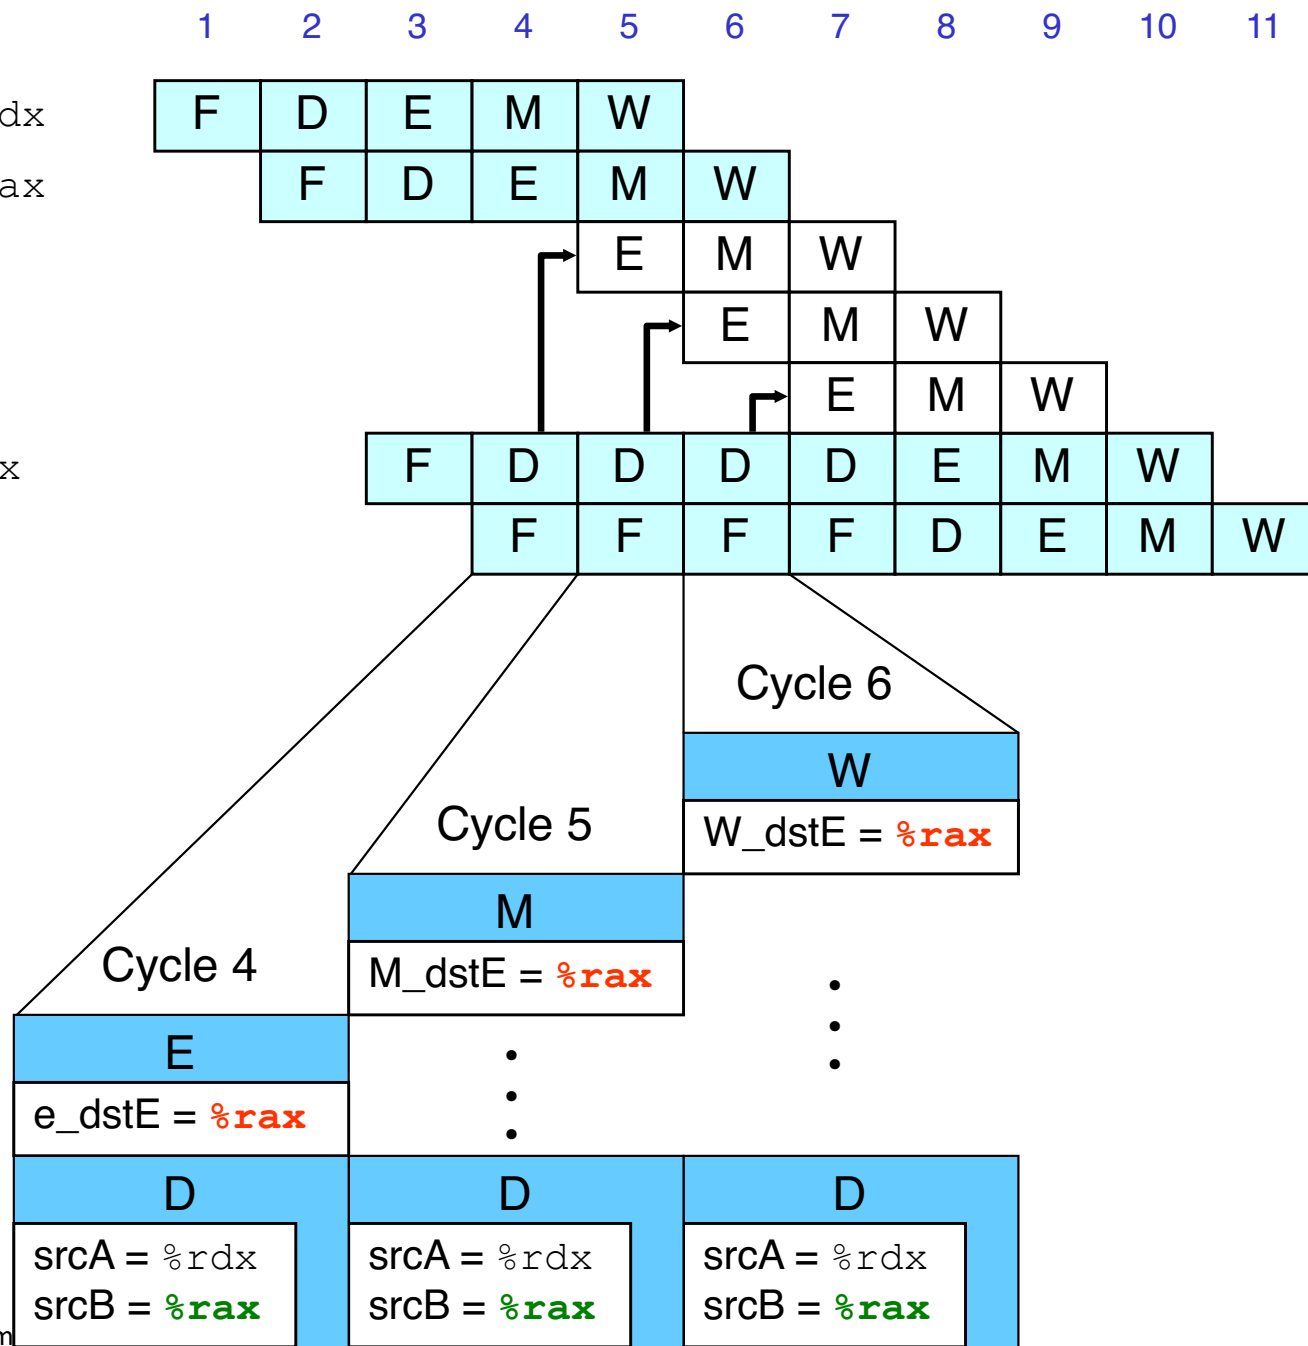 1 2 3 4 5 6 7 8 9 10 11
dx F D E M W
ax F D E M W
E M W
E M W
E M W
x F D D D D E M W
F F F F D E M W
Cycle 6
W
W_dstE = %rax
Cycle 5
M
M_dstE = %rax
Cycle 4
E
e_dstE = %rax
D D D
srcA = %rdx srcA = %rdx srcA = %rdx
srcB = %rax srcB = %rax srcB = %rax
m